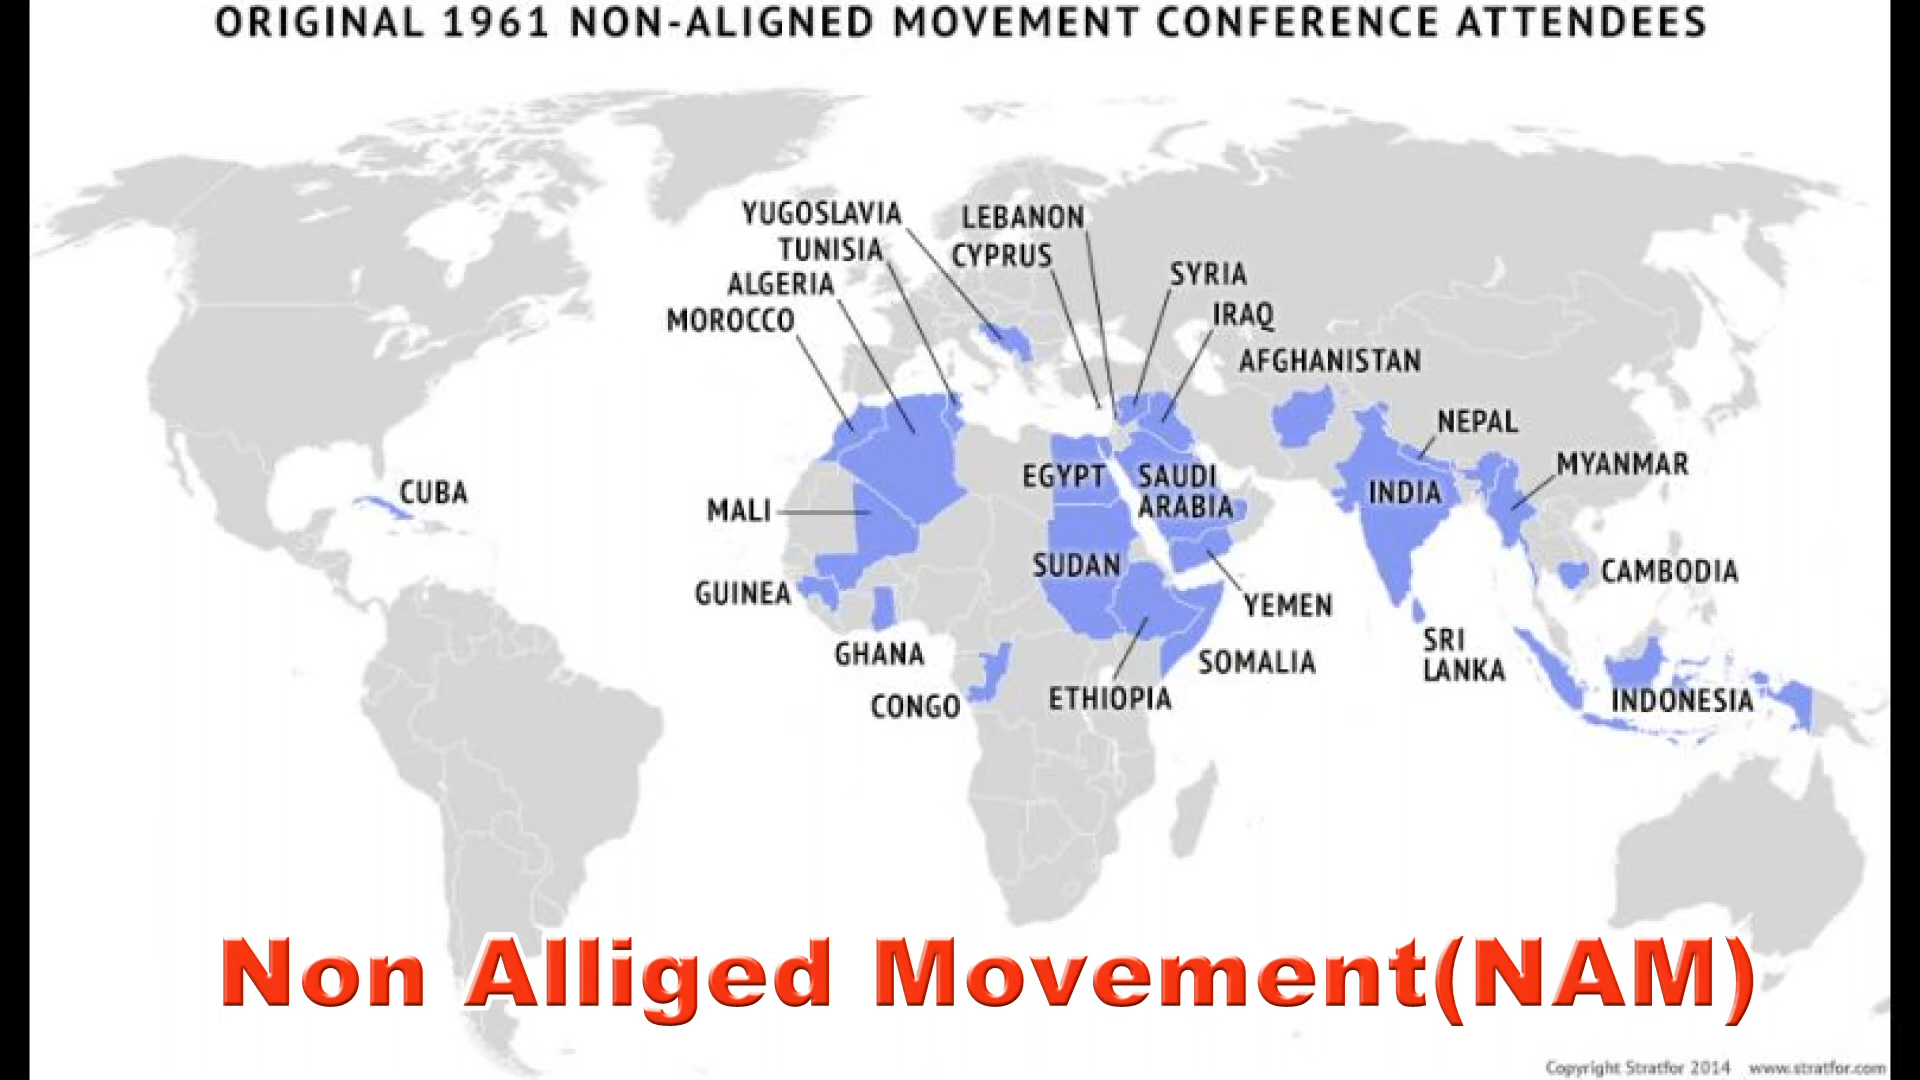 ORIGINAL 1961 NON-ALIGNED MOVEMENT CONFERENCE ATTENDEES
YUGOSLAVIA
LEBANON
TUNISIA
CYPRUS
ALGERIA
SYRIA
MOROCCO
IRAQ
AFGHANISTAN
NEPAL
MYANMAR
CUBA
EGYPT
SAUDI
ARABIA
INDIA
MALI
SUDAN
CAMBODIA
GUINEA
YEMEN
GHANA
SRI
LANKA
SOMALIA
CONGO
ETHIOPIA
INDONESIA
Non Alliged Movement(NAM)
Copyright Stratfor 2014 www.stratfor.com